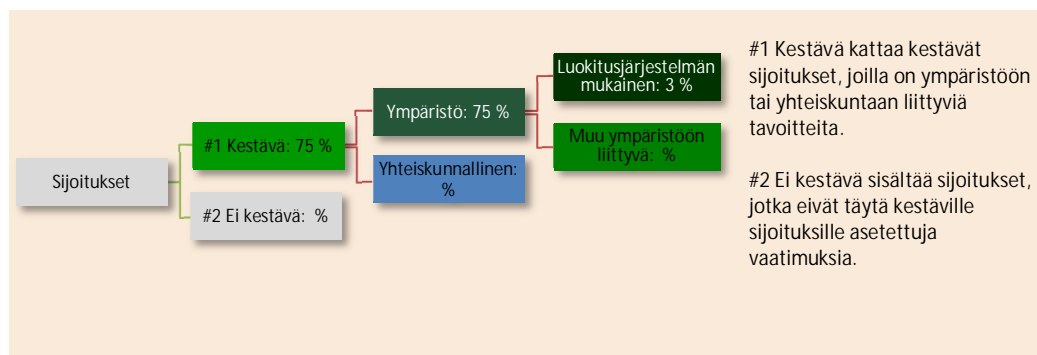 Sijoitukset
#1 Kestävä: 75 %
#2 Ei kestävä:  %
Ympäristö: 75 %
Yhteiskunnallinen:
%
Luokitusjärjestelmän
mukainen: 3 %
Muu ympäristöön
liittyvä:  %
#1 Kestävä kattaa kestävät
sijoitukset, joilla on ympäristöön
tai yhteiskuntaan liittyviä
tavoitteita.
#2 Ei kestävä sisältää sijoitukset,
jotka eivät täytä kestäville
sijoituksille asetettuja
vaatimuksia.